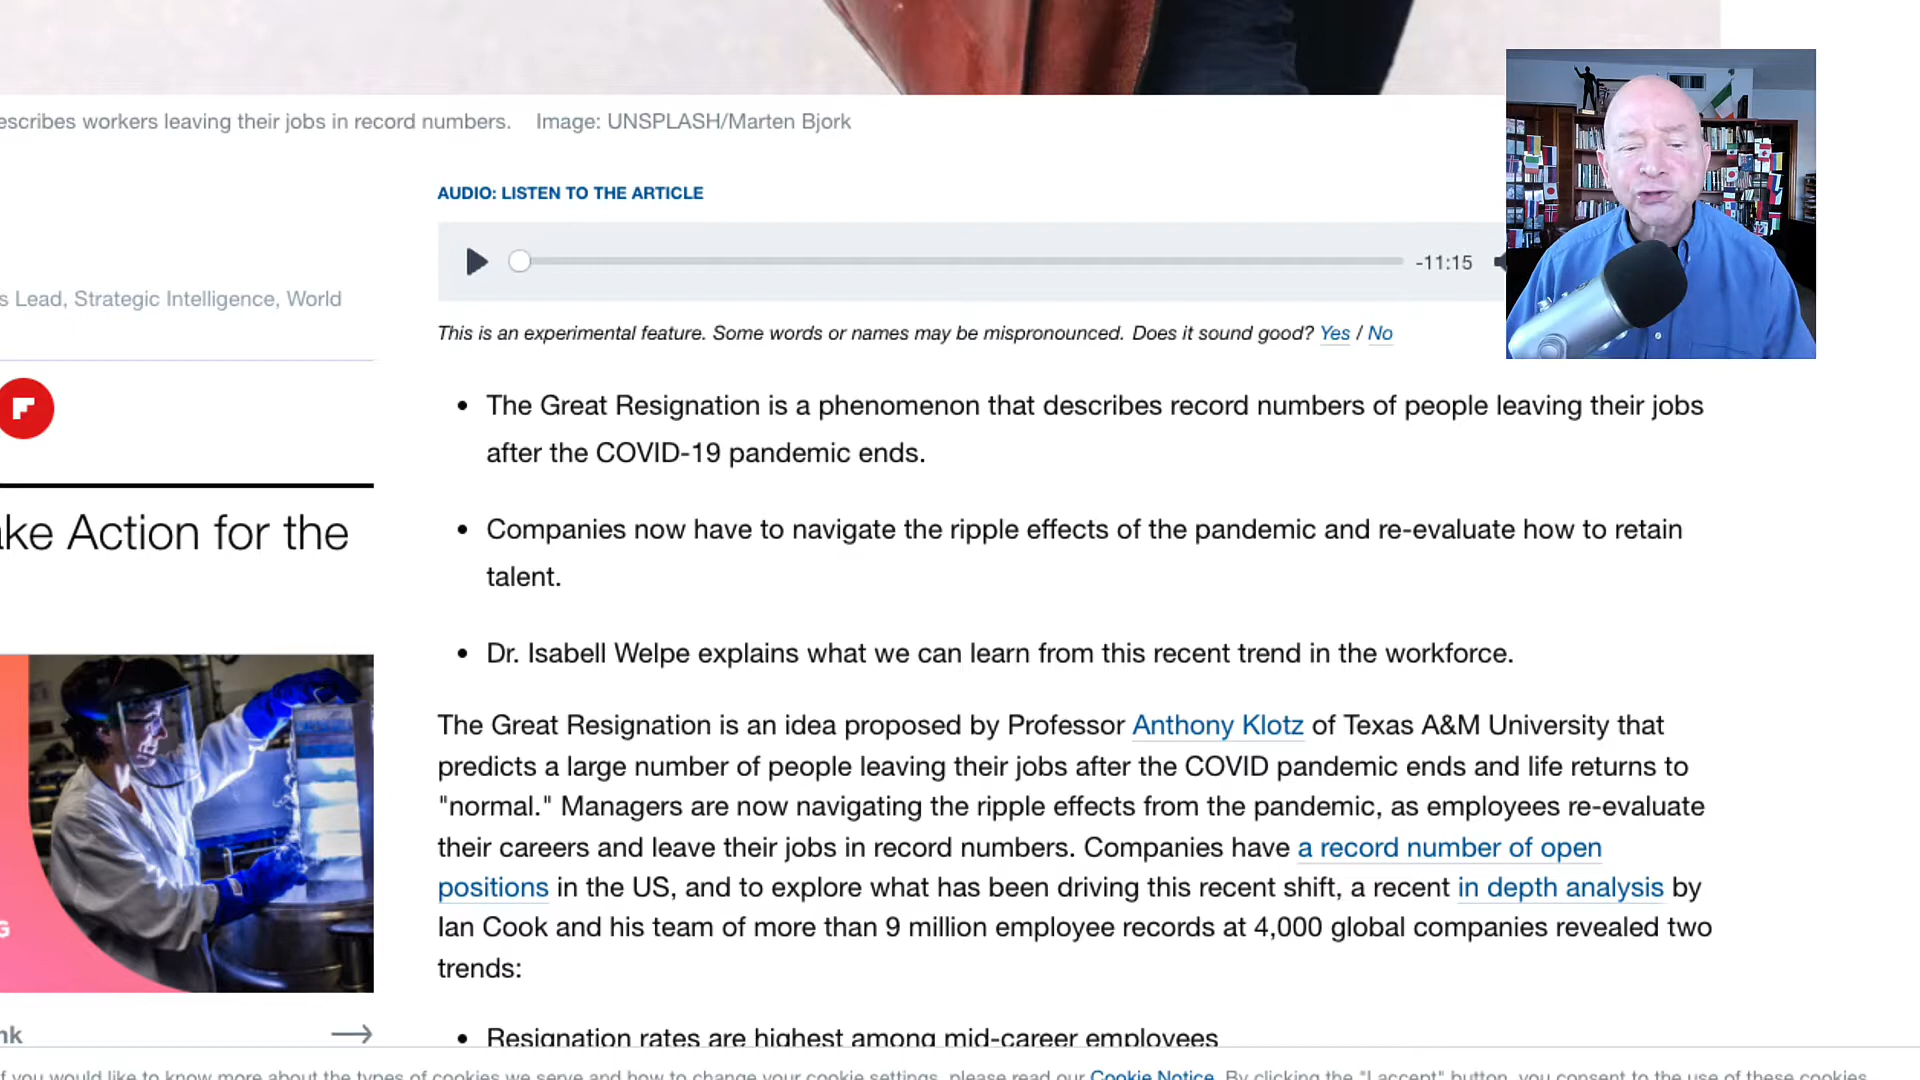 escribes workers leaving their jobs in record numbers. Image: UNSPLASH/Marten Bjork
AUDIO: LISTEN TO THE ARTICLE
-11:15
s Lead, Strategic Intelligence, World
This is an experimental feature. Some words or names may be mispronounced. Does it sound good? Yes / No
• The Great Resignation is a phenomenon that describes record numbers of people leaving their jobs
after the COVID-19 pandemic ends.
ake Action for the
• Companies now have to navigate the ripple effects of the pandemic and re-evaluate how to retain
talent.
• Dr. Isabell Welpe explains what we can learn from this recent trend in the workforce.
The Great Resignation is an idea proposed by Professor Anthony Klotz of Texas A&M University that
predicts a large number of people leaving their jobs after the COVID pandemic ends and life returns to
"normal." Managers are now navigating the ripple effects from the pandemic, as employees re-evaluate
their careers and leave their jobs in record numbers. Companies have a record number of open
positions in the US, and to explore what has been driving this recent shift, a recent in depth analysis by
Ian Cook and his team of more than 9 million employee records at 4,000 global companies revealed two
trends:
G
nk
• Resignation rates are highest among mid-career employees
f you would like to know more about the types of cookies we serve and how to change your cookie settings, please read our Cookie Notice. By clicking the "I accept" button, you consent to the use of these cookies.